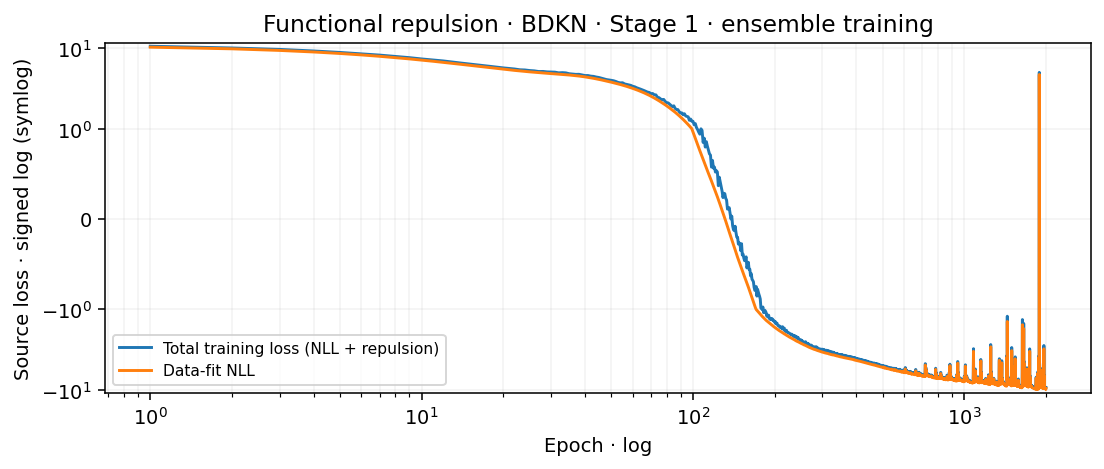 Functional repulsion · BDKN · Stage 1 · ensemble training
Source loss · signed log (symlog)
10¹
10⁰
0
−10⁰
−10¹
Total training loss (NLL + repulsion)
Data-fit NLL
10⁰ 10¹ 10² 10³
Epoch · log